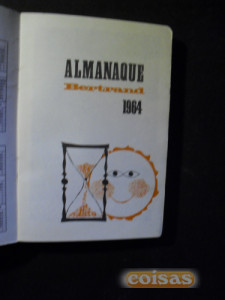 ALMANAQUE
Bertrand
1964
coisas